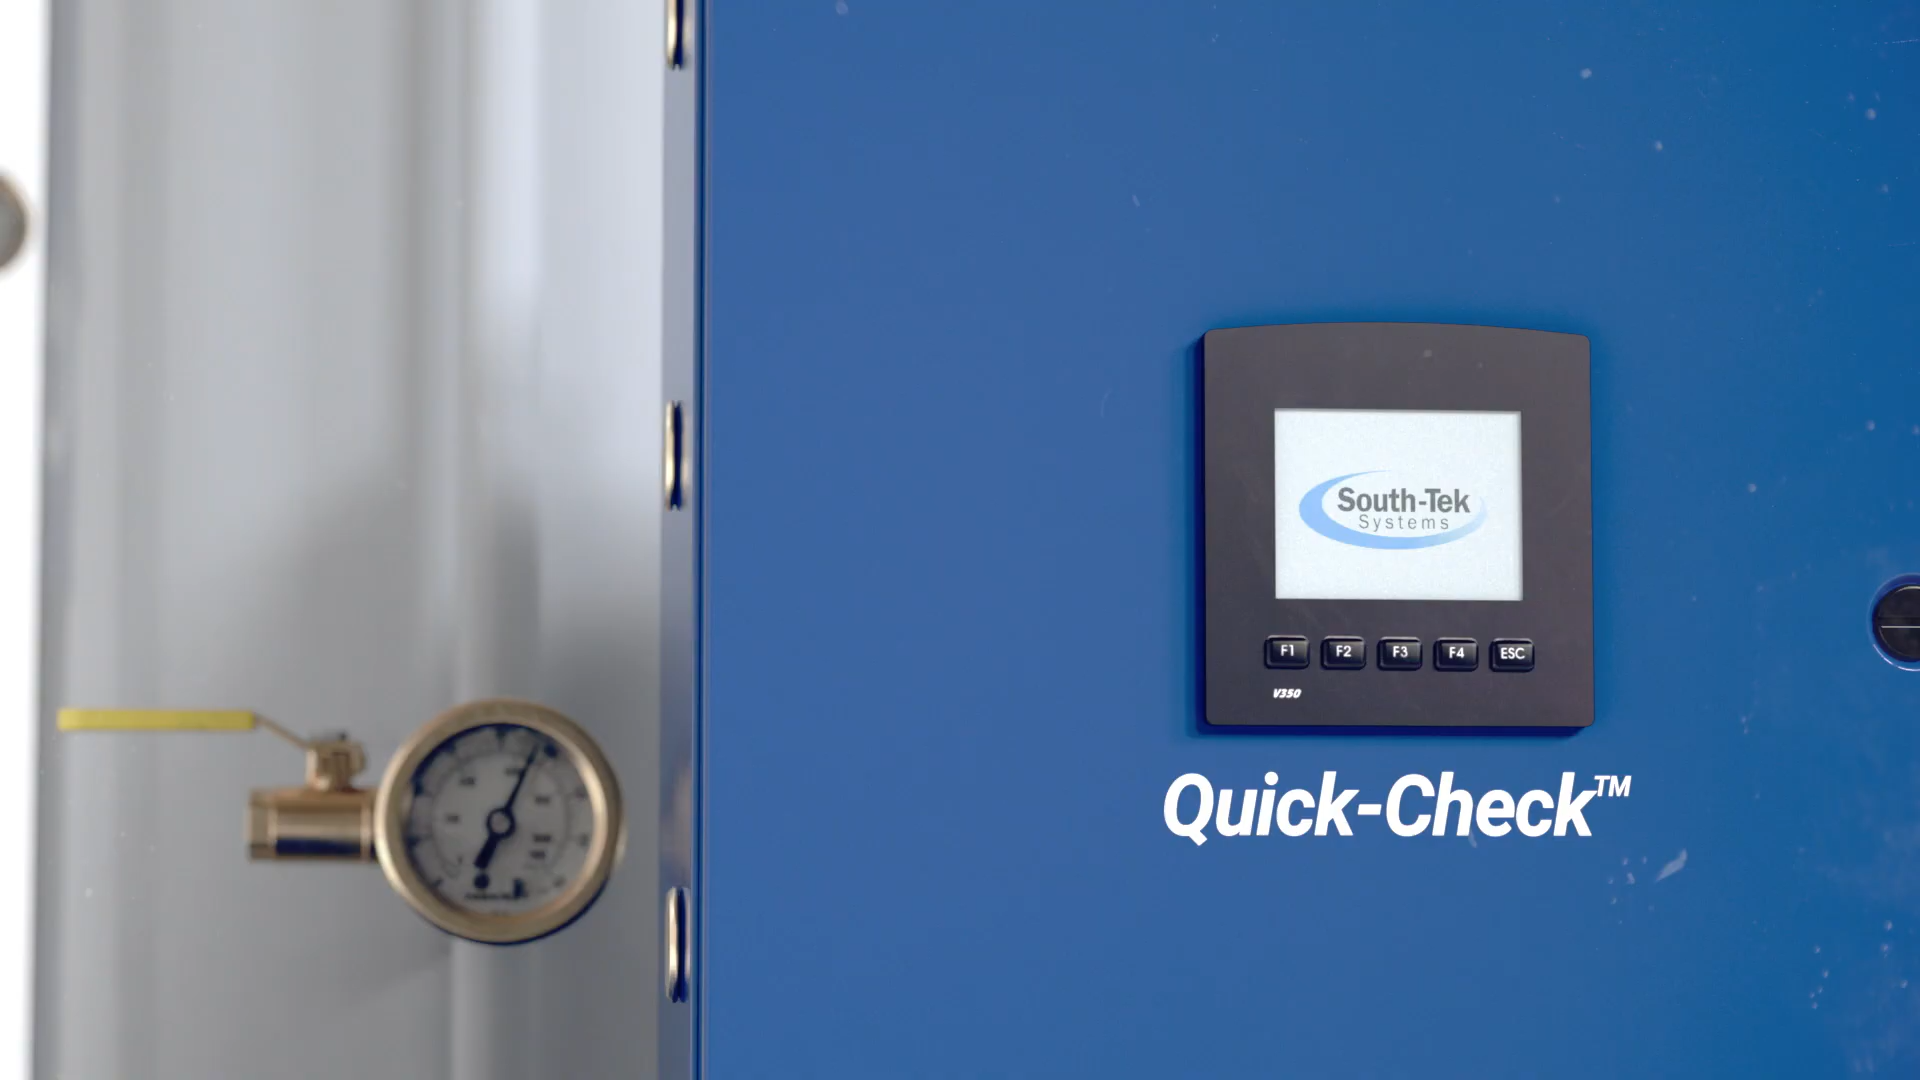 South-Tek
Systems
F1 F2 F3 F4 ESC
V350
Quick-Check™